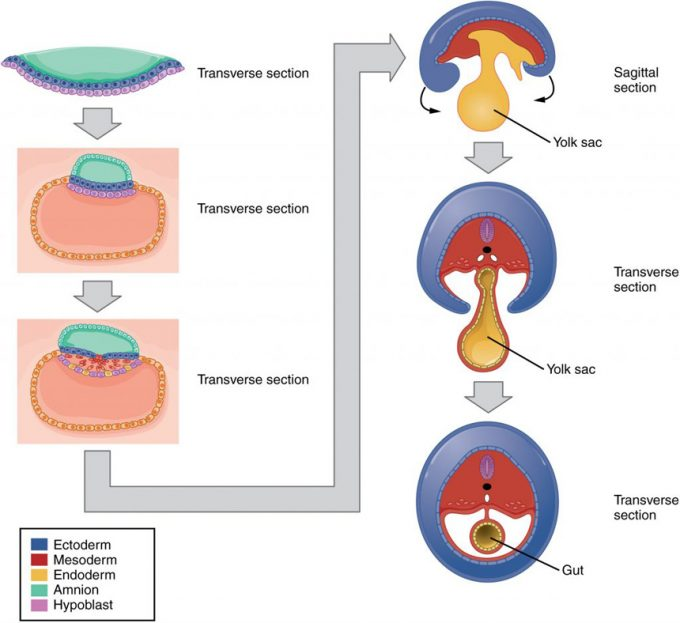 Transverse section
Transverse section
Transverse section
Sagittal
section
Yolk sac
Transverse
section
Yolk sac
Transverse
section
Gut
Ectoderm
Mesoderm
Endoderm
Amnion
Hypoblast